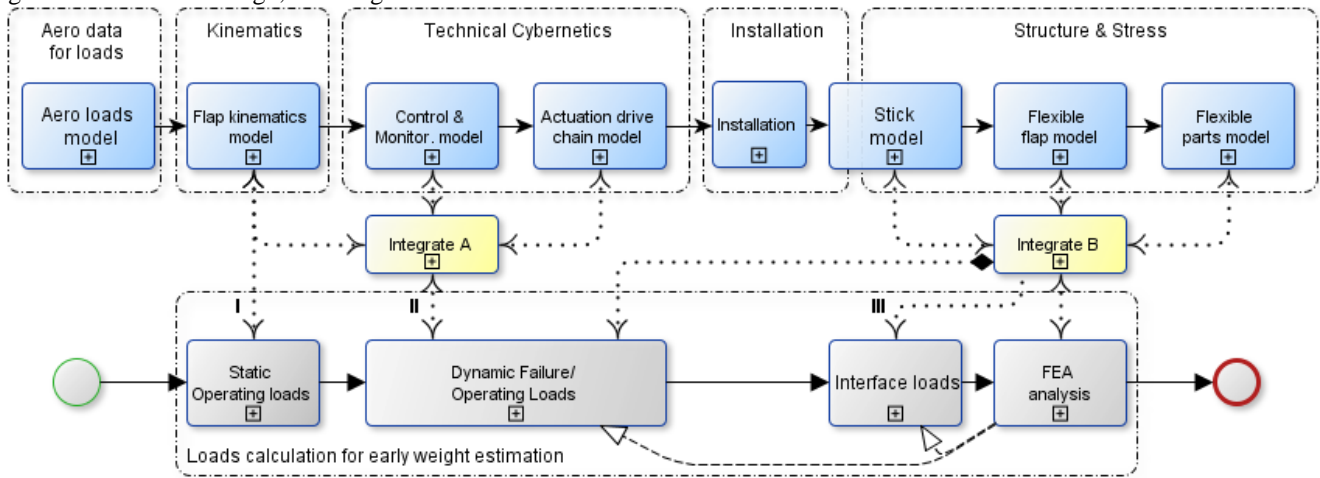 Aero data
for loads
Kinematics
Technical Cybernetics
Installation
Structure & Stress
Aero loads
model
Flap kinematics
model
Control &
Monitor. model
Actuation drive
chain model
Installation
Stick
model
Flexible
flap model
Flexible
parts model
Integrate A
Integrate B
I
II
III
Static
Operating loads
Dynamic Failure/
Operating Loads
Interface loads
FEA
analysis
Loads calculation for early weight estimation